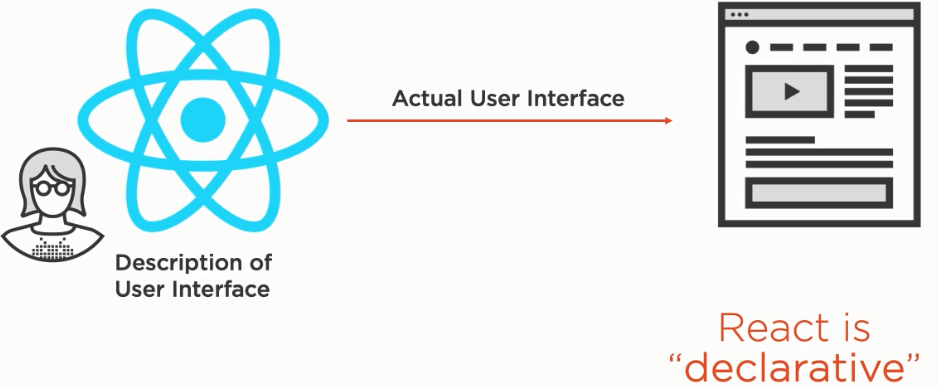 Actual User Interface
Description of
User Interface
React is
“declarative”